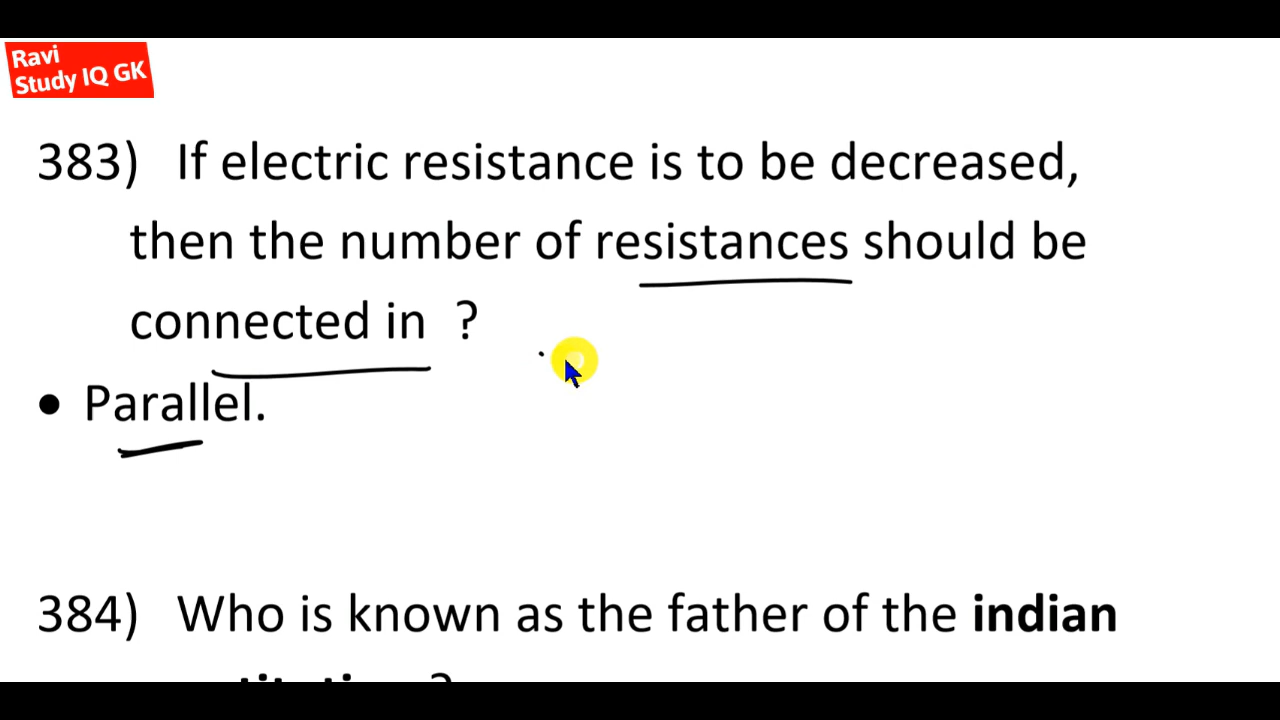 Ravi
Study IQ GK
383) If electric resistance is to be decreased,
then the number of resistances should be
connected in ?
• Parallel.
384) Who is known as the father of the indian
?